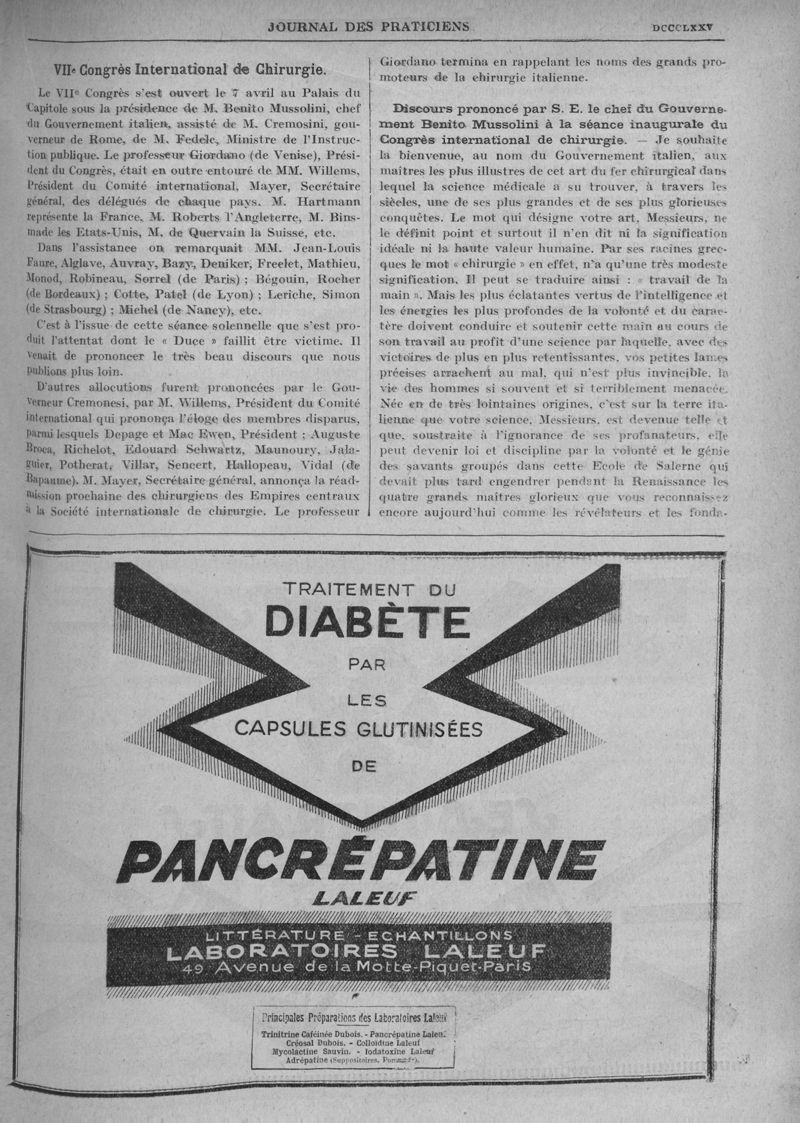 JOURNAL DES PRATICIENS
DCCCLXXV
VIIe Congrès International de Chirurgie.
Le VIIe Congrès s'est ouvert le 7 avril au Palais du
Capitole sous la présidence de M. Benito Mussolini, chef
du Gouvernement italien, assisté de M. Cremosini, gou-
verneur de Rome, de M. Fedele, Ministre de l'Instruc-
tion publique. Le professeur Giordano (de Venise), Prési-
dent du Congrès, était en outre entouré de MM. Willems,
Président du Comité international, Mayer, Secrétaire
général, des délégués de chaque pays. M. Hartmann
représente la France, M. Roberts l'Angleterre, M. Bins-
made les Etats-Unis, M. de Quervain la Suisse, etc.
Dans l'assistance on remarquait MM. Jean-Louis
Faure, Alglave, Auvray, Bazy, Deniker, Freelet, Mathieu,
Monod, Robineau, Sorrel (de Paris) ; Bégouin, Rocher
(de Bordeaux) ; Cotte, Patel (de Lyon) ; Leriche, Simon
(de Strasbourg) ; Michel (de Nancy), etc.
C'est à l'issue de cette séance solennelle que s'est pro-
duit l'attentat dont le « Duce » faillit être victime. Il
venait de prononcer le très beau discours que nous
publions plus loin.
D'autres allocutions furent prononcées par le Gou-
verneur Cremonesi, par M. Willems, Président du Comité
international qui prononça l'éloge des membres disparus,
parmi lesquels Depage et Mac Ewen, Président ; Auguste
Broca, Richelot, Edouard Schwartz, Maunoury, Jala-
guier, Potherat, Villar, Sencert, Hallopeau, Vidal (de
Bapaume). M. Mayer, Secrétaire général, annonça la réad-
mission prochaine des chirurgiens des Empires centraux
à la Société internationale de chirurgie. Le professeur
Giordano termina en rappelant les noms des grands pro-
moteurs de la chirurgie italienne.
Discours prononcé par S. E. le chef du Gouverne-
ment Benito Mussolini à la séance inaugurale du
Congrès international de chirurgie. — Je souhaite
la bienvenue, au nom du Gouvernement italien, aux
maîtres les plus illustres de cet art du fer chirurgical dans
lequel la science médicale a su trouver, à travers les
siècles, une de ses plus grandes et de ses plus glorieuses
conquêtes. Le mot qui désigne votre art, Messieurs, ne
le définit point et surtout il n'en dit ni la signification
idéale ni la haute valeur humaine. Par ses racines grec-
ques le mot « chirurgie » en effet, n'a qu'une très modeste
signification. Il peut se traduire ainsi : « travail de la
main ». Mais les plus éclatantes vertus de l'intelligence et
les énergies les plus profondes de la volonté et du carac-
tère doivent conduire et soutenir cette main au cours de
son travail au profit d'une science par laquelle, avec des
victoires de plus en plus retentissantes, vos petites lames
précises arrachent au mal, qui n'est plus invincible, la
vie des hommes si souvent et si terriblement menacée.
Née en de très lointaines origines, c'est sur la terre ita-
lienne que votre science, Messieurs, est devenue telle et
que, soustraite à l'ignorance de ses profanateurs, elle
peut devenir loi et discipline par la volonté et le génie
des savants groupés dans cette Ecole de Salerne qui
devait plus tard engendrer pendant la Renaissance les
quatre grands maîtres glorieux que vous reconnaissez
encore aujourd'hui comme les révélateurs et les fonda-
TRAITEMENT DU
DIABÈTE
PAR
LES
CAPSULES GLUTINISÉES
DE
PANCRÉPATINE
LALEUF
LITTÉRATURE - ECHANTILLONS
LABORATOIRES LALEUF
49 Avenue de la Motte-Piquet-Paris
Principales Préparations des Laboratoires Laleuf
Trinitrine Caféinée Dubois. - Pancrépatine Laleuf
Créosal Dubois. - Colloïdine Laleuf
Mycolactine Sauvin. - Iodatoxine Laleuf
Adrépatine (Suppositoires, Pommade).